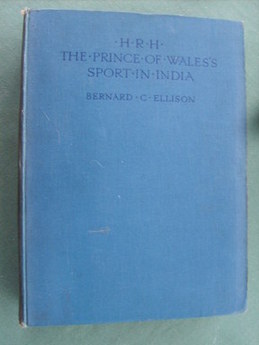 ·H·R·H·
THE·PRINCE·OF·WALES'S
SPORT·IN·INDIA
BERNARD·C·ELLISON